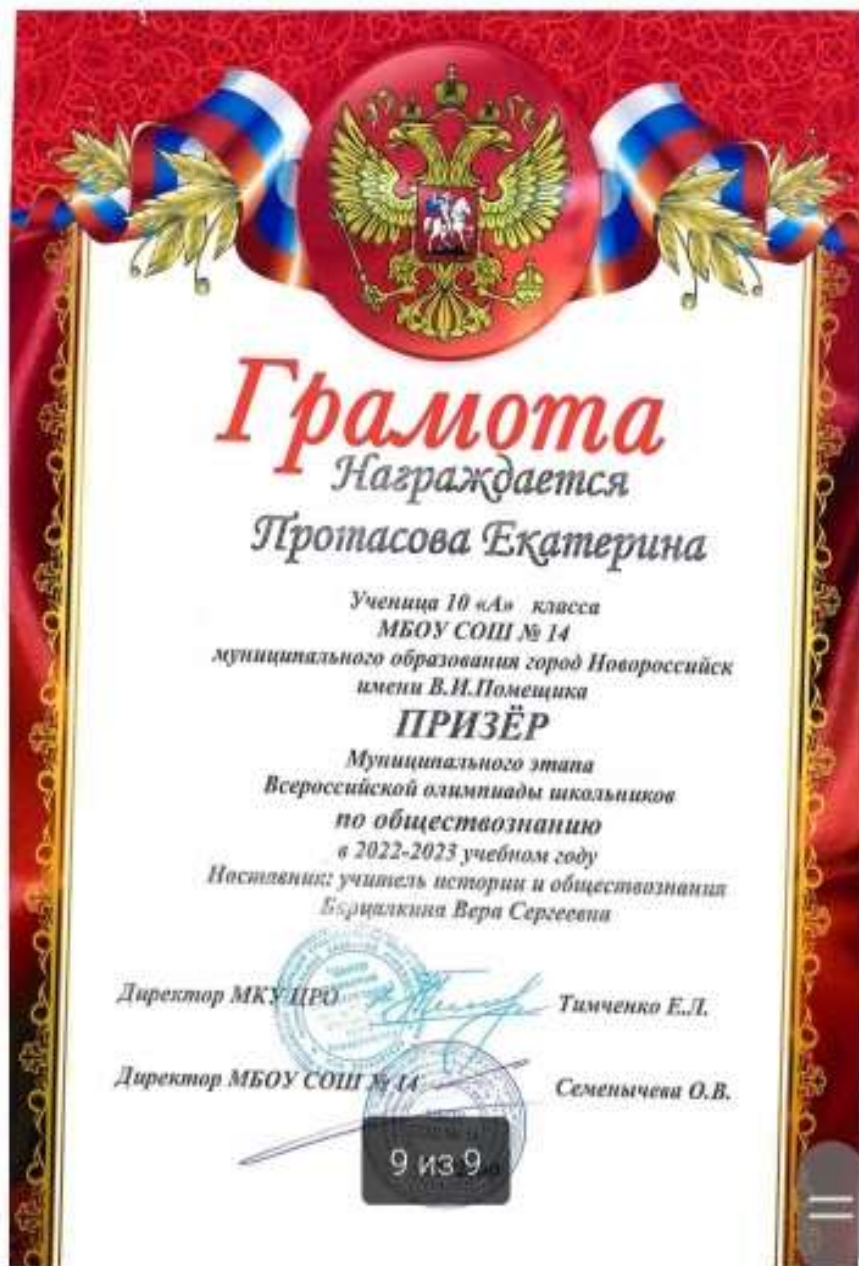 Грамота
Награждается
Протасова Екатерина
Ученица 10 «А» класса
МБОУ СОШ № 14
муниципального образования город Новороссийск
имени В.И.Помещика
ПРИЗЁР
Муниципального этапа
Всероссийской олимпиады школьников
по обществознанию
в 2022-2023 учебном году
Наставник: учитель истории и обществознания
Вера Сергеевна
Директор МКУ ЦРО Тимченко Е.Л.
Директор МБОУ СОШ № 14 Семенычева О.В.
9 из 9